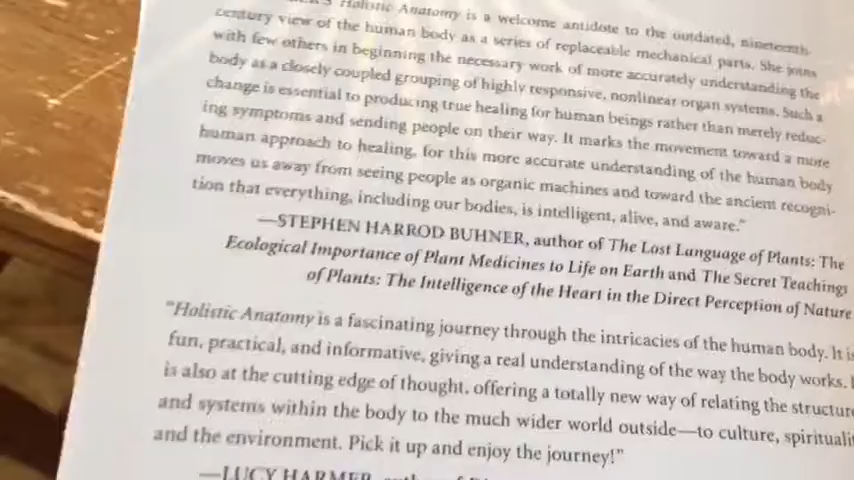 Holistic Anatomy is a welcome antidote to the outdated, nineteenth-
century view of the human body as a series of replaceable mechanical parts. She joins
with few others in beginning the necessary work of more accurately understanding the
body as a closely coupled grouping of highly responsive, nonlinear organ systems. Such a
change is essential to producing true healing for human beings rather than merely reduc-
ing symptoms and sending people on their way. It marks the movement toward a more
human approach to healing, for this more accurate understanding of the human body
moves us away from seeing people as organic machines and toward the ancient recogni-
tion that everything, including our bodies, is intelligent, alive, and aware."
—STEPHEN HARROD BUHNER, author of The Lost Language of Plants: The
Ecological Importance of Plant Medicines to Life on Earth and The Secret Teachings
of Plants: The Intelligence of the Heart in the Direct Perception of Nature
"Holistic Anatomy is a fascinating journey through the intricacies of the human body. It is
fun, practical, and informative, giving a real understanding of the way the body works.
is also at the cutting edge of thought, offering a totally new way of relating the structure
and systems within the body to the much wider world outside—to culture, spiritualit
and the environment. Pick it up and enjoy the journey!"
—LUCY HARMER, author of